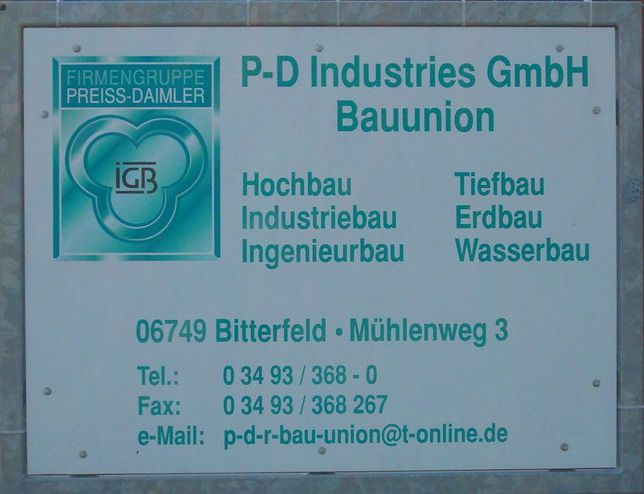 FIRMENGRUPPE
PREISS-DAIMLER
IGB
P-D Industries GmbH
Bauunion
Hochbau Tiefbau
Industriebau Erdbau
Ingenieurbau Wasserbau
06749 Bitterfeld • Mühlenweg 3
Tel.: 0 34 93 / 368 - 0
Fax: 0 34 93 / 368 267
e-Mail: p-d-r-bau-union@t-online.de